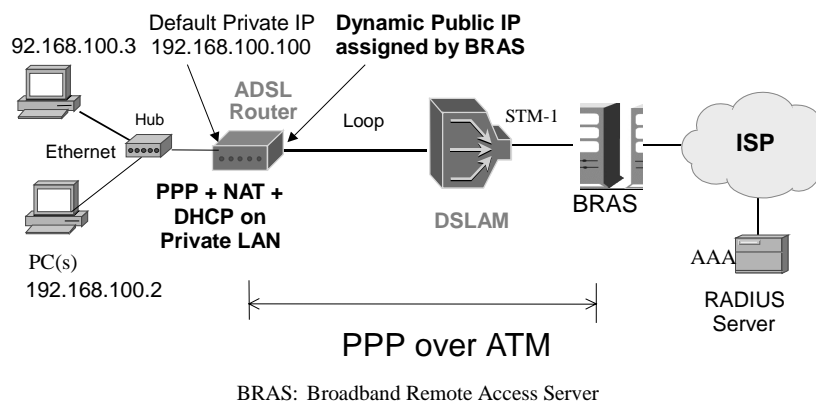 Default Private IP
192.168.100.100
Dynamic Public IP
assigned by BRAS
92.168.100.3
ADSL
Router
Hub
Ethernet
Loop
STM-1
ISP
PPP + NAT +
DHCP on
Private LAN
DSLAM
BRAS
PC(s)
192.168.100.2
AAA
RADIUS
Server
PPP over ATM
BRAS: Broadband Remote Access Server